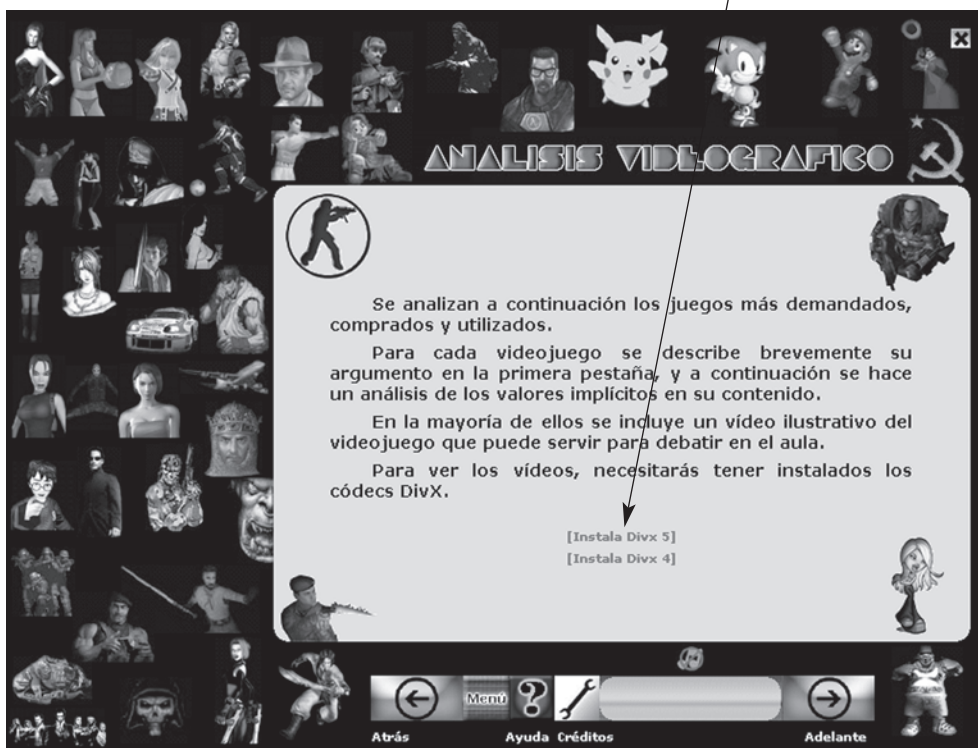 ANALISIS VIDEOGRAFICO
Se analizan a continuación los juegos más demandados,
comprados y utilizados.
Para cada videojuego se describe brevemente su
argumento en la primera pestaña, y a continuación se hace
un análisis de los valores implícitos en su contenido.
En la mayoría de ellos se incluye un vídeo ilustrativo del
videojuego que puede servir para debatir en el aula.
Para ver los vídeos, necesitarás tener instalados los
códecs DivX.
[Instala Divx 5]
[Instala Divx 4]
Menú
Atrás Ayuda Créditos Adelante